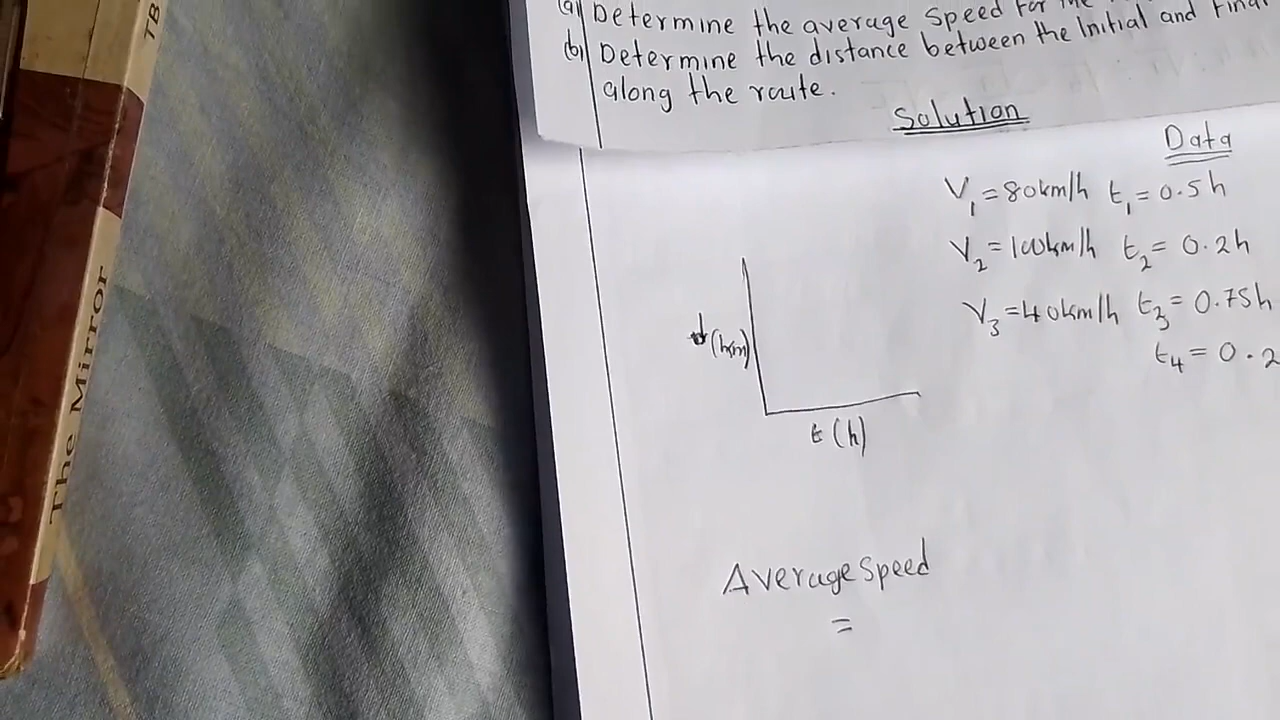 TB
The Mirror
(a) Determine the average speed for the
(b) Determine the distance between the Initial and Final
along the route.
Solution
Data
V₁ = 80km/h t₁ = 0.5h
V₂ = 100km/h t₂ = 0.2h
V₃ = 40km/h t₃ = 0.75h
t₄ = 0.2
(km)
t (h)
Average speed
=